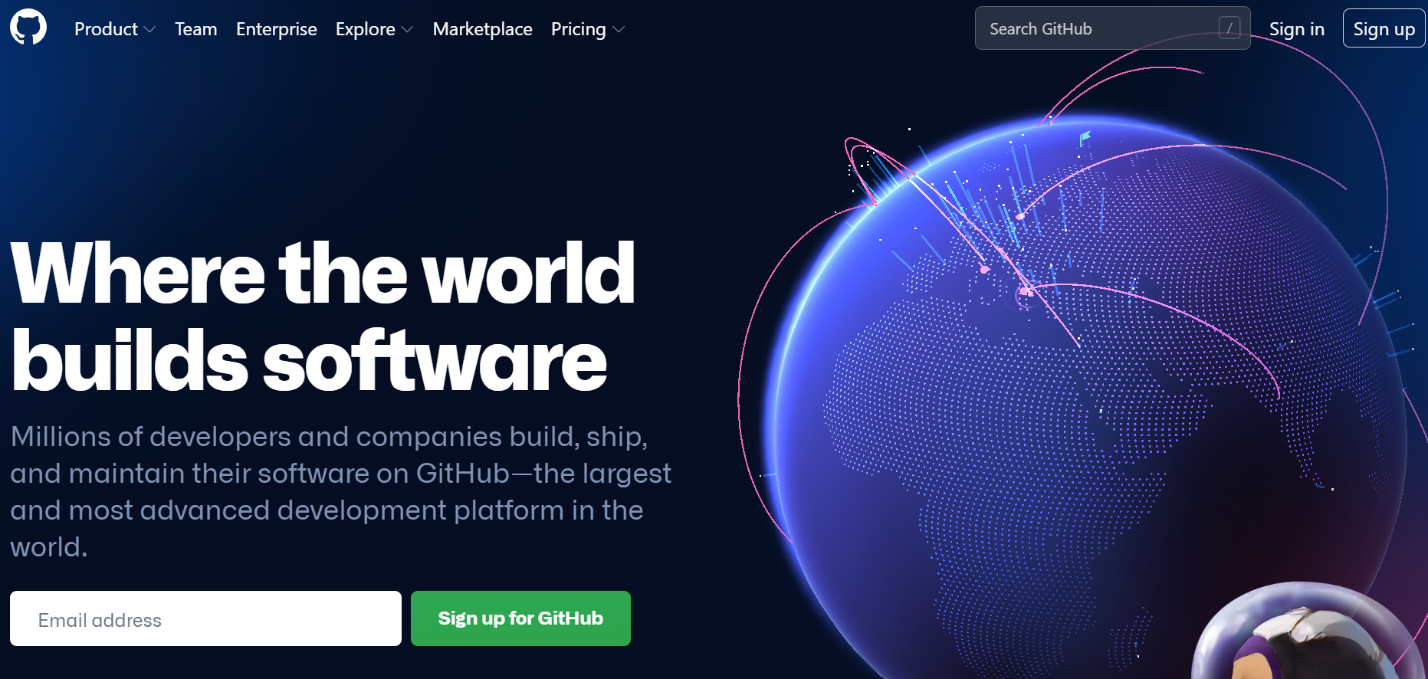 Product Team Enterprise Explore Marketplace Pricing Search GitHub / Sign in Sign up
Where the world
builds software
Millions of developers and companies build, ship,
and maintain their software on GitHub—the largest
and most advanced development platform in the
world.
Email address Sign up for GitHub